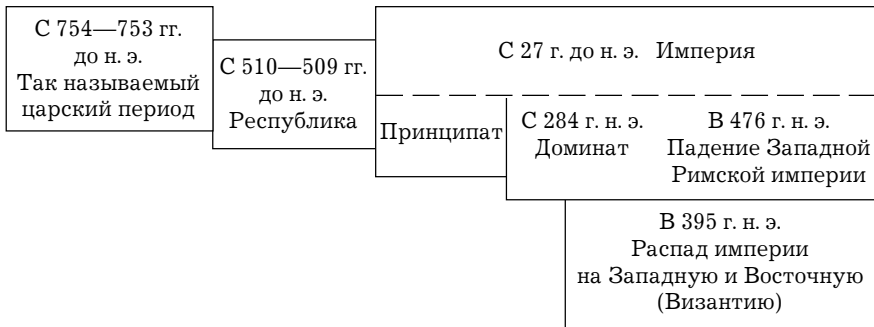 С 754—753 гг.
до н. э.
Так называемый
царский период
С 510—509 гг.
до н. э.
Республика
С 27 г. до н. э. Империя
Принципат
С 284 г. н. э.
Доминат
В 476 г. н. э.
Падение Западной
Римской империи
В 395 г. н. э.
Распад империи
на Западную и Восточную
(Византию)